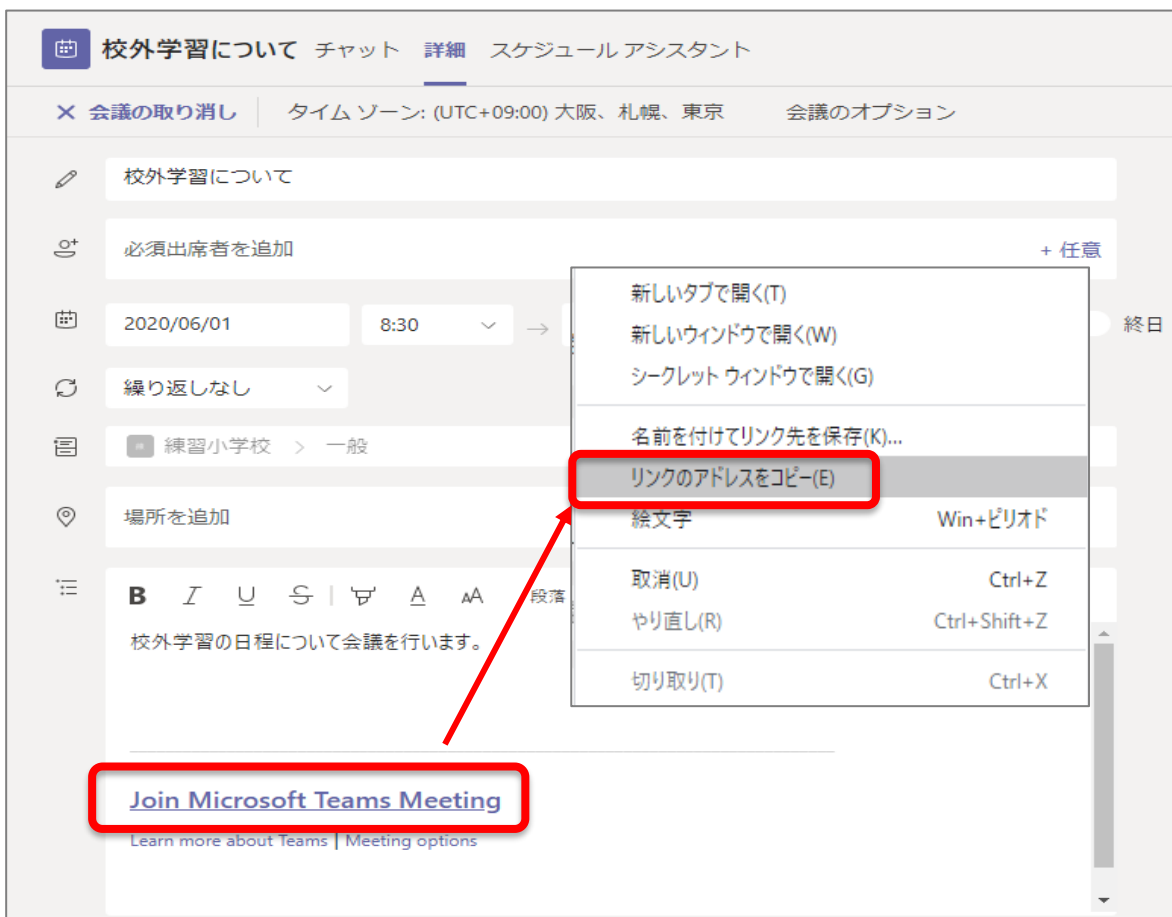 校外学習について チャット 詳細 スケジュール アシスタント
× 会議の取り消し タイム ゾーン: (UTC+09:00) 大阪、札幌、東京 会議のオプション
校外学習について
必須出席者を追加 + 任意
2020/06/01 8:30 → 終日
繰り返しなし
練習小学校 > 一般
場所を追加
B I U S A AA 段落
校外学習の日程について会議を行います。
Join Microsoft Teams Meeting
Learn more about Teams | Meeting options
新しいタブで開く(T)
新しいウィンドウで開く(W)
シークレット ウィンドウで開く(G)
名前を付けてリンク先を保存(K)...
リンクのアドレスをコピー(E)
絵文字 Win+ピリオド
取消(U) Ctrl+Z
やり直し(R) Ctrl+Shift+Z
切り取り(T) Ctrl+X